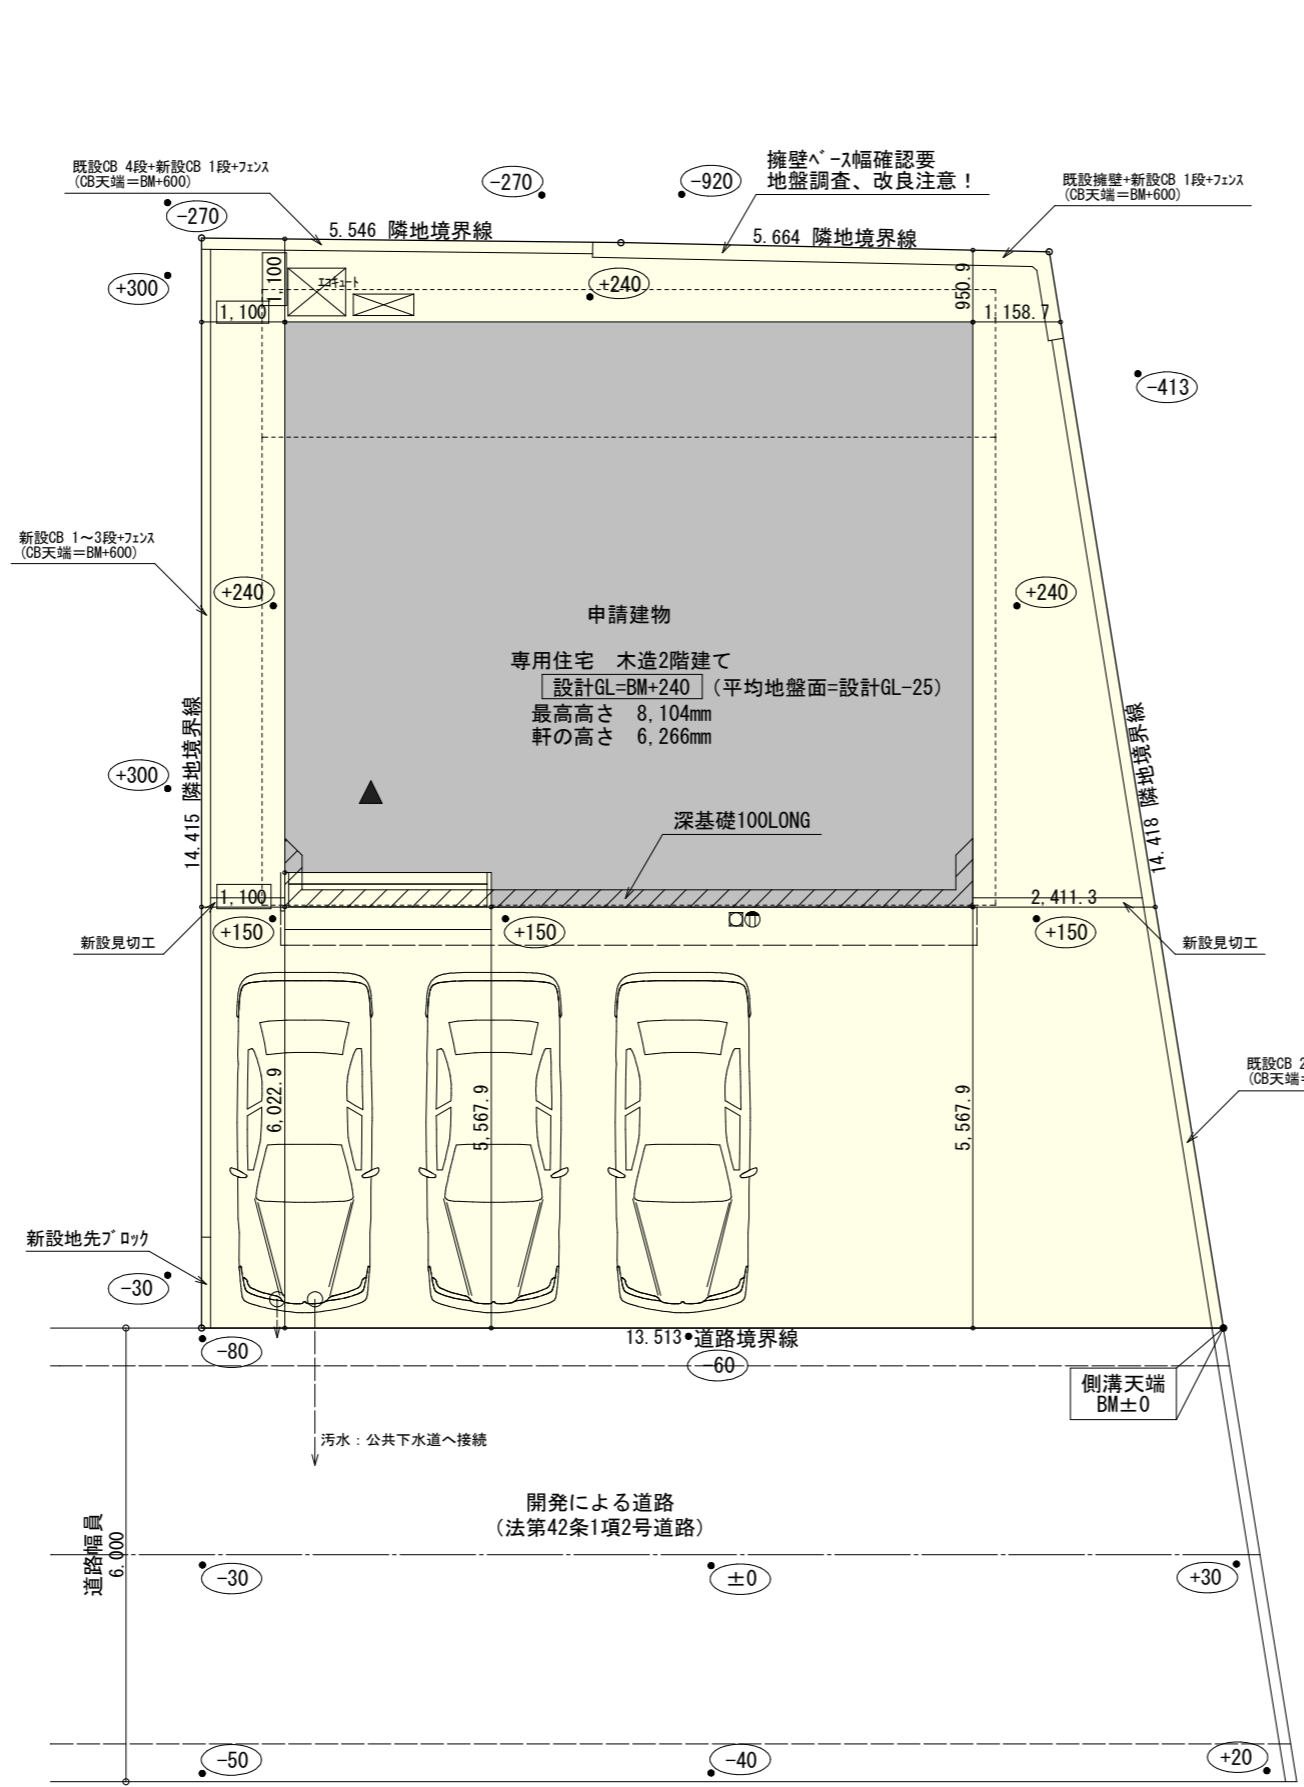 既設CB 4段+新設CB 1段+フェンス
(CB天端=BM+600)
-270
-920
擁壁ベース幅確認要
地盤調査、改良注意！
既設擁壁+新設CB 1段+フェンス
(CB天端=BM+600)
-270
5.546 隣地境界線
5.664 隣地境界線
+300
1,100
エコキュート
+240
950.9
1,100
1,158.7
-413
新設CB 1～3段+フェンス
(CB天端=BM+600)
+240
+240
申請建物
専用住宅　木造2階建て
設計GL=BM+240 (平均地盤面=設計GL-25)
最高高さ　8,104mm
軒の高さ　6,266mm
14.415 隣地境界線
14.418 隣地境界線
+300
▲
深基礎100LONG
1,100
2,411.3
+150
+150
+150
新設見切工
新設見切工
既設CB 2
(CB天端=
6,022.9
5,567.9
5,567.9
新設地先ブロック
-30
13.513 道路境界線
-80
-60
側溝天端
BM±0
汚水：公共下水道へ接続
開発による道路
(法第42条1項2号道路)
道路幅員
6.000
-30
±0
+30
-50
-40
+20